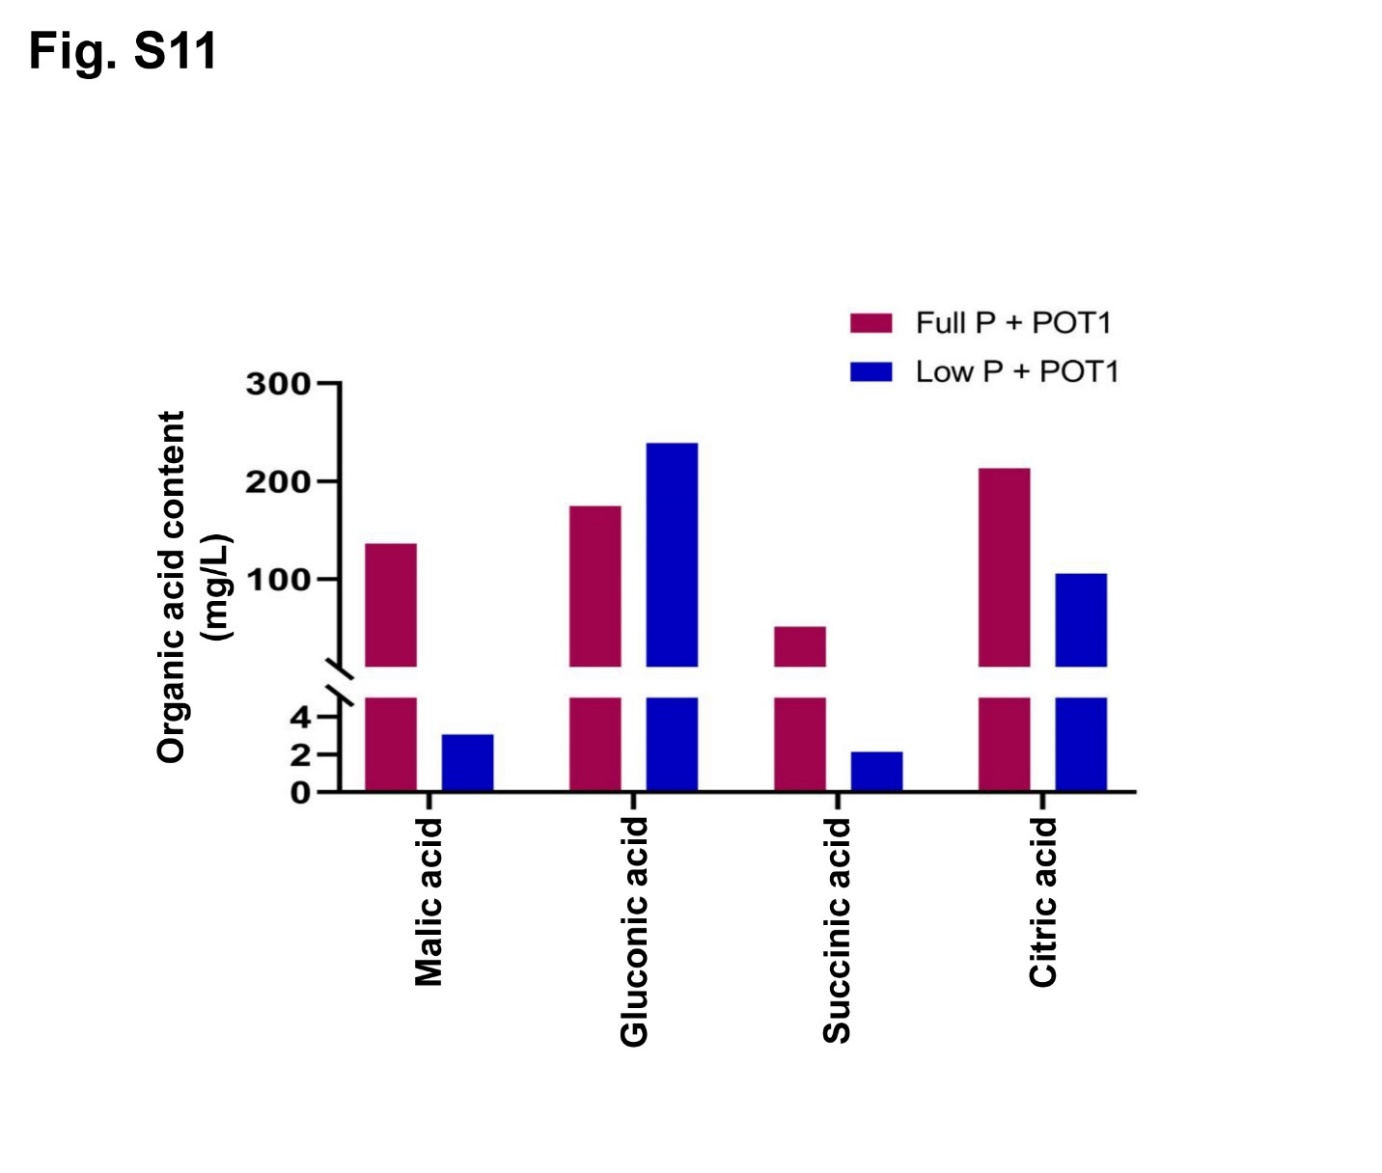 Fig. S11
Full P + POT1
Low P + POT1
Organic acid content
(mg/L)
300
200
100
4
2
0
Malic acid
Gluconic acid
Succinic acid
Citric acid